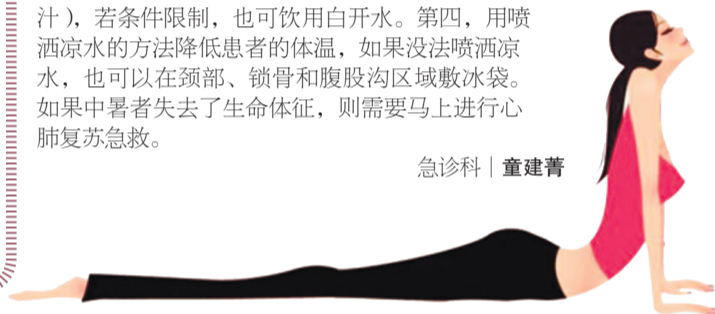 汁），若条件限制，也可饮用白开水。第四，用喷
洒凉水的方法降低患者的体温，如果没法喷洒凉
水，也可以在颈部、锁骨和腹股沟区域敷冰袋。
如果中暑者失去了生命体征，则需要马上进行心
肺复苏急救。
急诊科｜童建菁